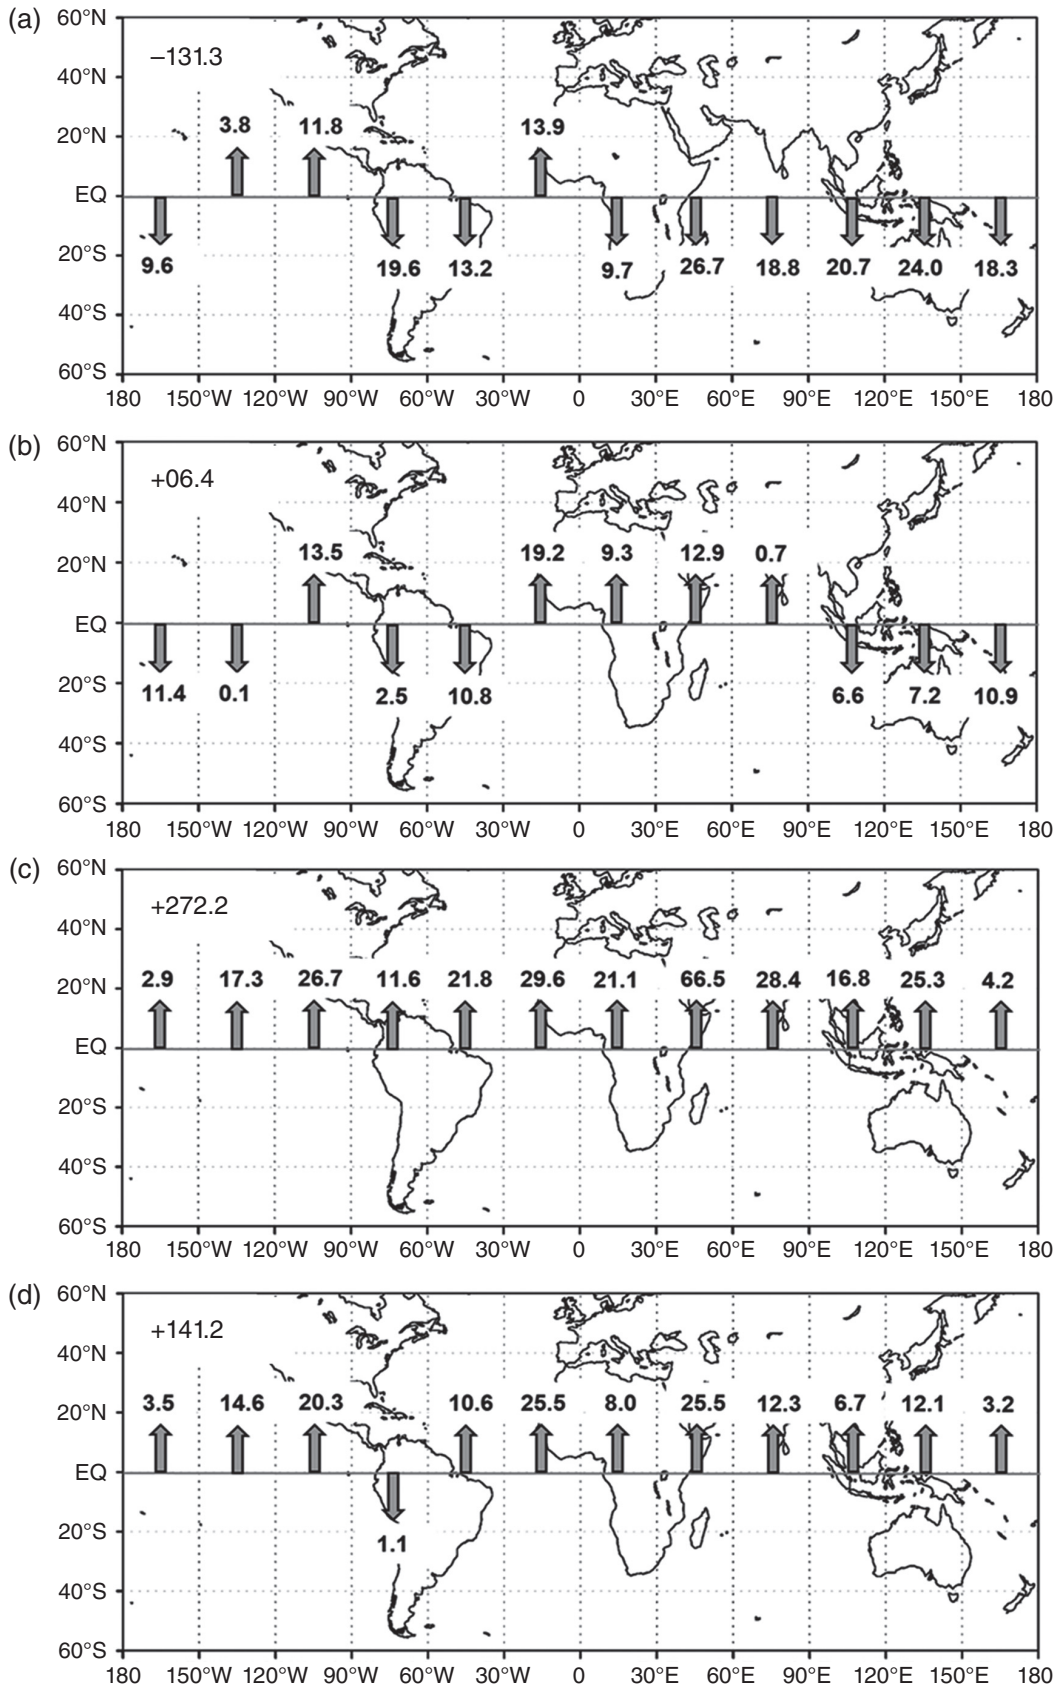 (a)
60°N
−131.3
40°N
20°N
3.8 11.8 13.9
EQ
20°S
9.6 19.6 13.2 9.7 26.7 18.8 20.7 24.0 18.3
40°S
60°S
180 150°W 120°W 90°W 60°W 30°W 0 30°E 60°E 90°E 120°E 150°E 180
(b)
60°N
+06.4
40°N
20°N
13.5 19.2 9.3 12.9 0.7
EQ
20°S
11.4 0.1 2.5 10.8 6.6 7.2 10.9
40°S
60°S
180 150°W 120°W 90°W 60°W 30°W 0 30°E 60°E 90°E 120°E 150°E 180
(c)
60°N
+272.2
40°N
20°N
2.9 17.3 26.7 11.6 21.8 29.6 21.1 66.5 28.4 16.8 25.3 4.2
EQ
20°S
40°S
60°S
180 150°W 120°W 90°W 60°W 30°W 0 30°E 60°E 90°E 120°E 150°E 180
(d)
60°N
+141.2
40°N
20°N
3.5 14.6 20.3 10.6 25.5 8.0 25.5 12.3 6.7 12.1 3.2
EQ
20°S
1.1
40°S
60°S
180 150°W 120°W 90°W 60°W 30°W 0 30°E 60°E 90°E 120°E 150°E 180